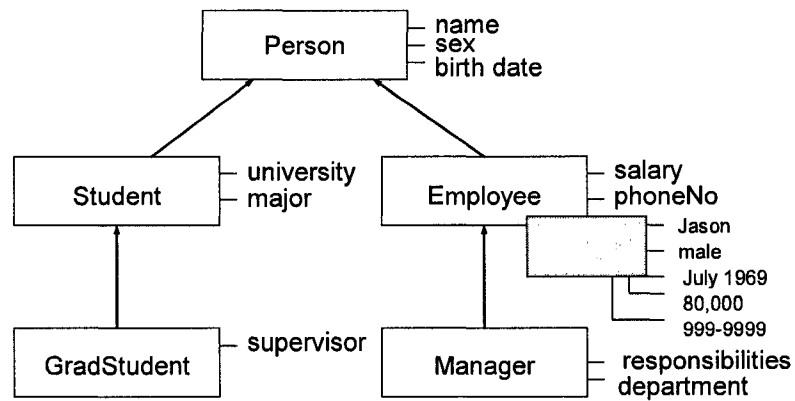 Person
name
sex
birth date
Student
university
major
Employee
salary
phoneNo
Jason
male
July 1969
80,000
999-9999
GradStudent
supervisor
Manager
responsibilities
department